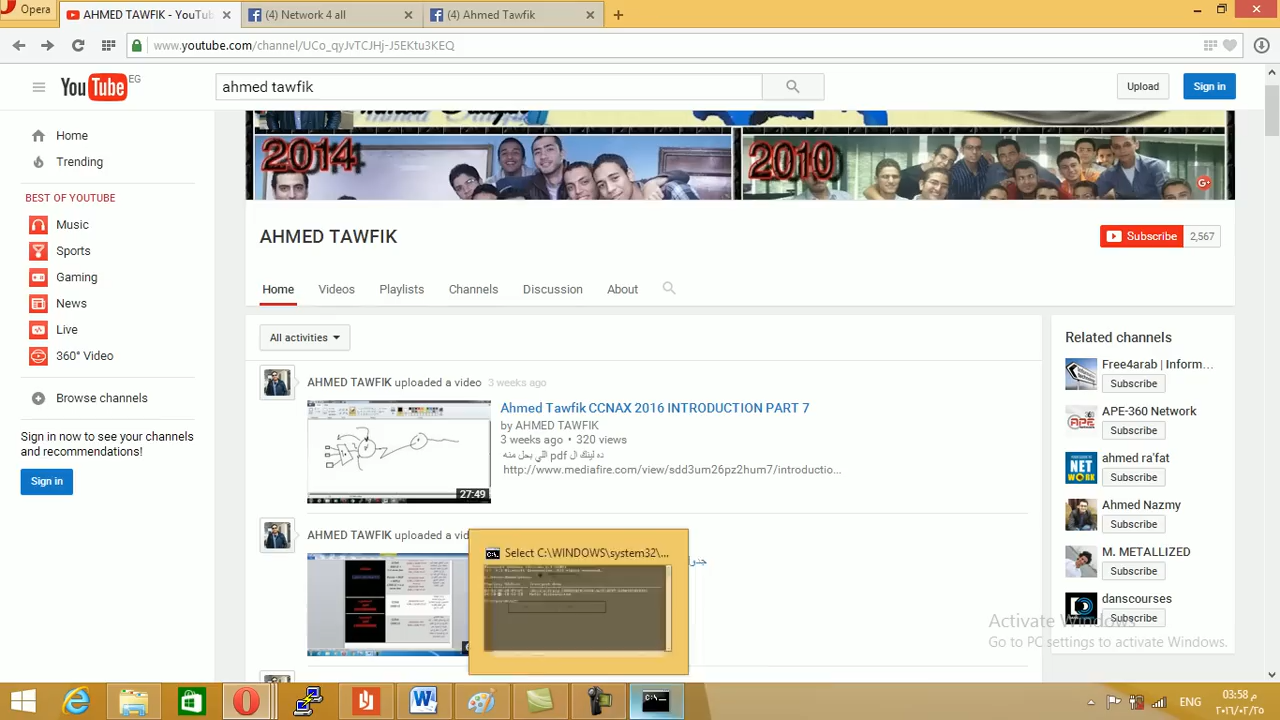 Opera
AHMED TAWFIK - YouTu
(4) Network 4 all
(4) Ahmed Tawfik
www.youtube.com/channel/UCo_qyJvTCJHj-J5EKtu3KEQ
YouTube EG
ahmed tawfik
Upload
Sign in
Home
Trending
BEST OF YOUTUBE
Music
Sports
Gaming
News
Live
360° Video
Browse channels
Sign in now to see your channels
and recommendations!
Sign in
2014
2010
AHMED TAWFIK
Subscribe 2,567
Home Videos Playlists Channels Discussion About
All activities
AHMED TAWFIK uploaded a video 3 weeks ago
Ahmed Tawfik CCNAX 2016 INTRODUCTION PART 7
by AHMED TAWFIK
3 weeks ago • 320 views
ده لينك ال pdf اللي بحل منه
http://www.mediafire.com/view/sdd3um26pz2hum7/introductio...
27:49
AHMED TAWFIK uploaded a vid
Select C:\WINDOWS\system32\...
Related channels
Free4arab | Inform...
Subscribe
APE-360 Network
Subscribe
ahmed ra'fat
Subscribe
Ahmed Nazmy
Subscribe
M. METALLIZED
Subscribe
danscourses
Subscribe
Activate Windows
Go to PC settings to activate Windows.
ENG
03:58 م
٢٠١٦/٠٢/٢٥